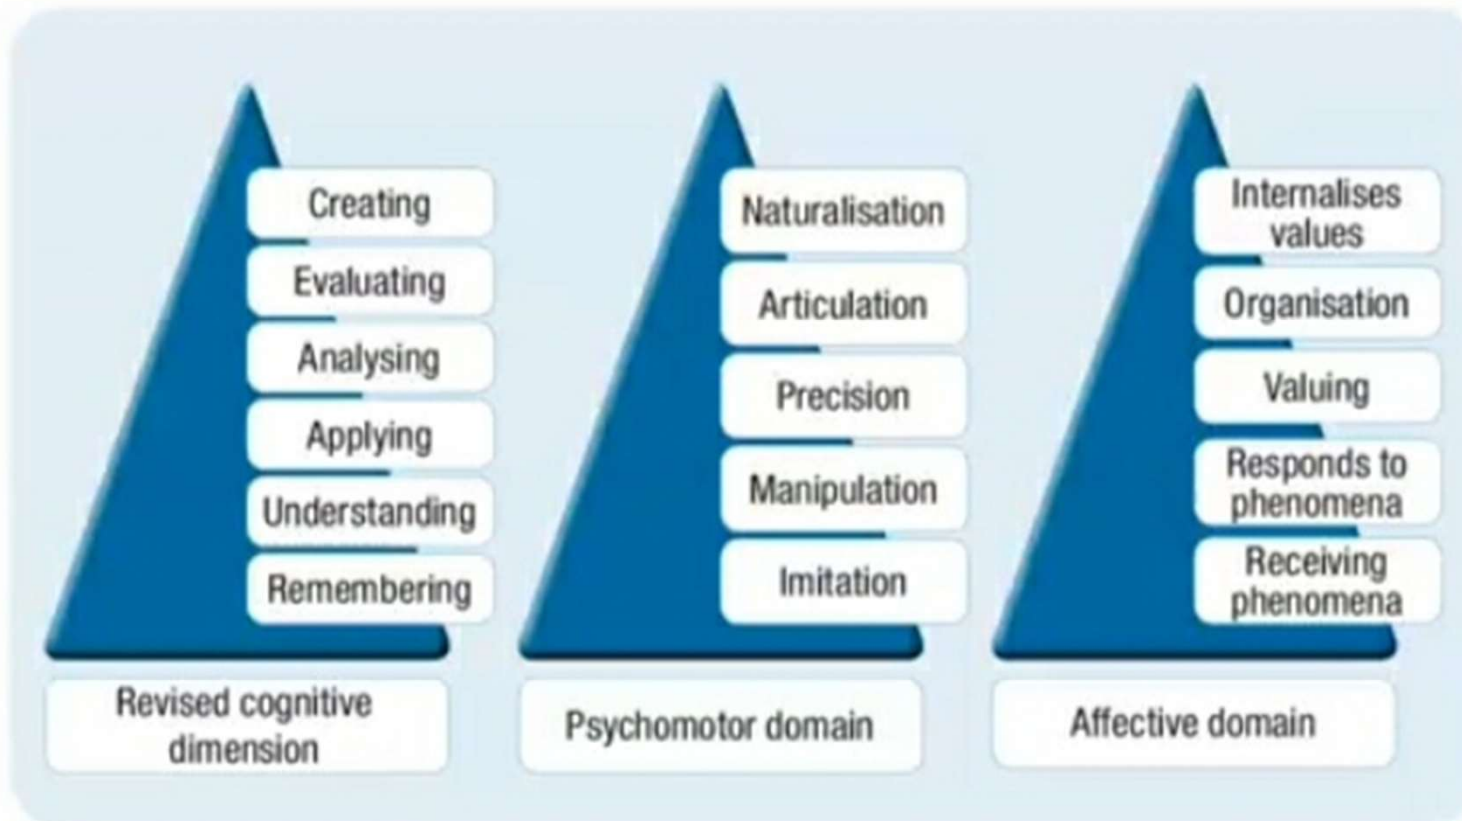 Creating
Evaluating
Analysing
Applying
Understanding
Remembering
Revised cognitive
dimension
Naturalisation
Articulation
Precision
Manipulation
Imitation
Psychomotor domain
Internalises
values
Organisation
Valuing
Responds to
phenomena
Receiving
phenomena
Affective domain